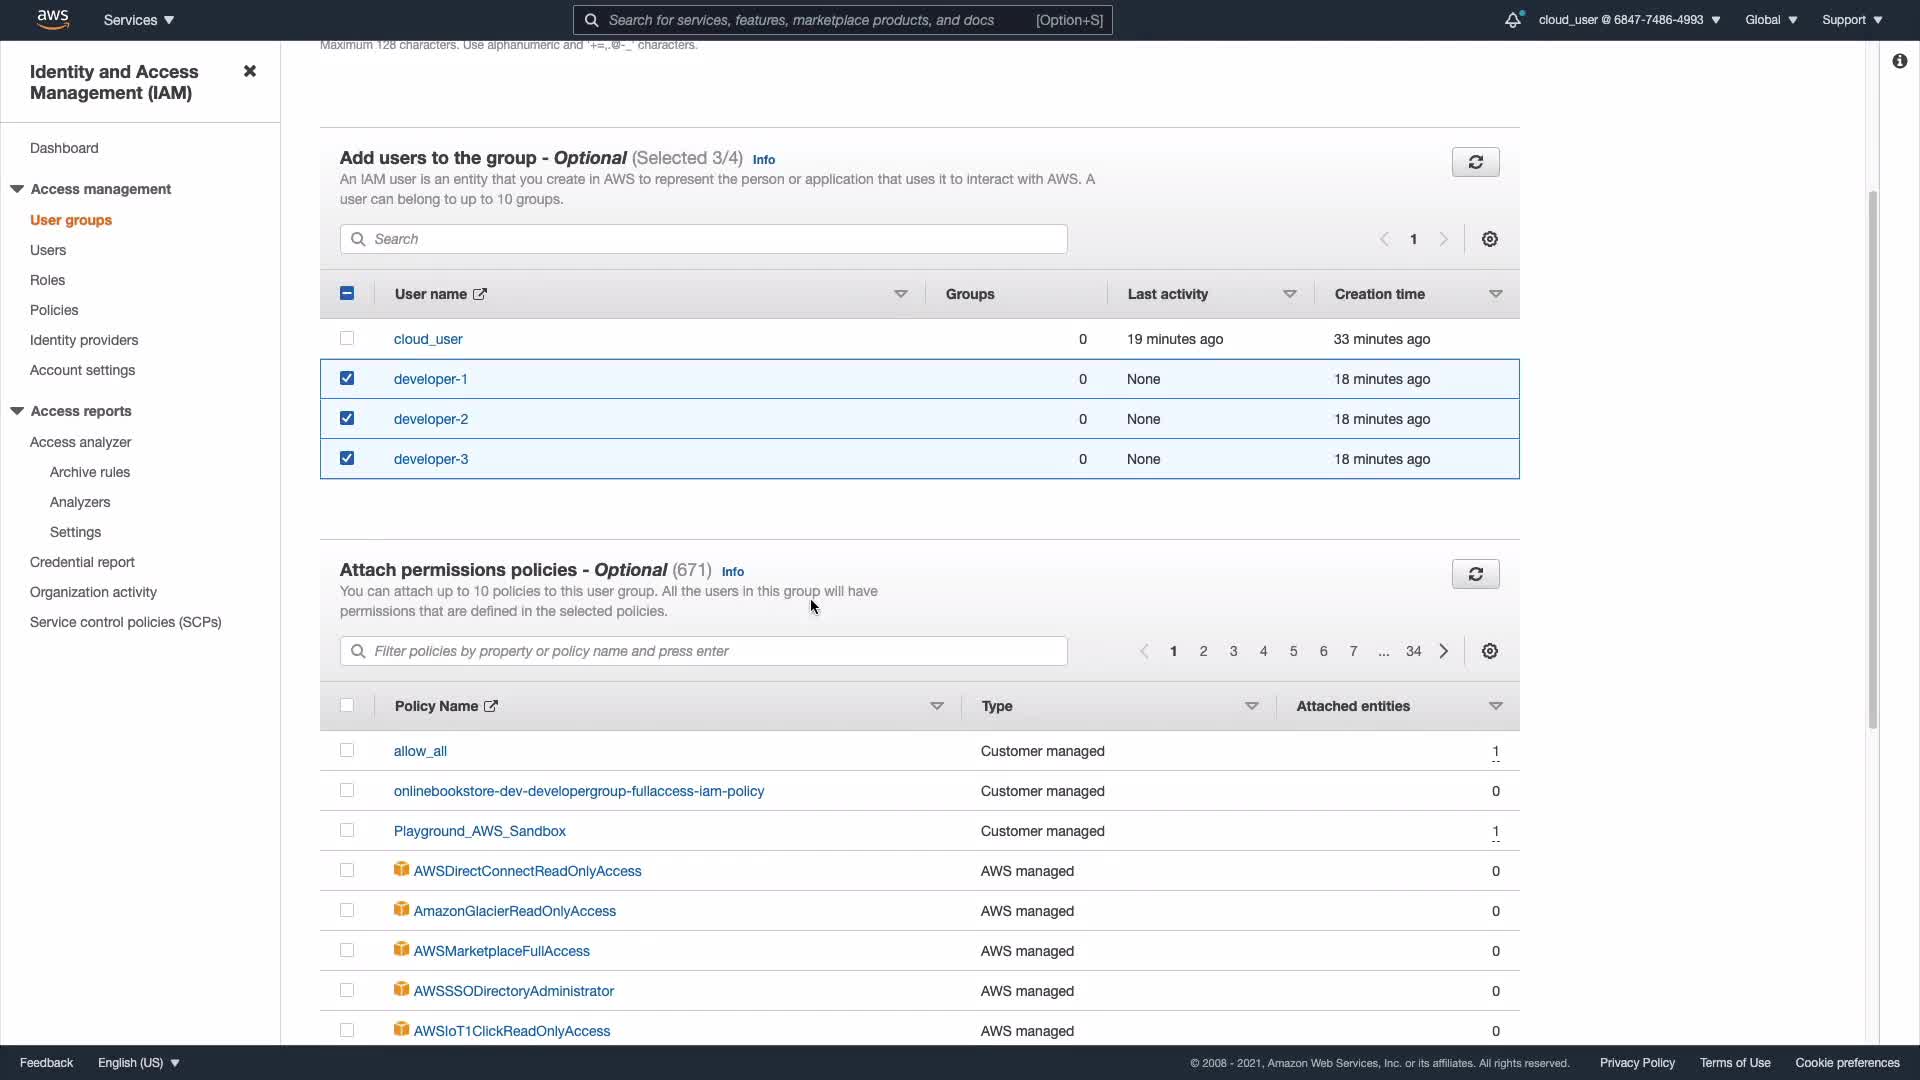 aws
Services
Search for services, features, marketplace products, and docs [Option+S]
cloud_user @ 6847-7486-4993
Global
Support
Maximum 128 characters. Use alphanumeric and '+=,.@-_' characters.
Identity and Access
Management (IAM)
Dashboard
Access management
User groups
Users
Roles
Policies
Identity providers
Account settings
Access reports
Access analyzer
Archive rules
Analyzers
Settings
Credential report
Organization activity
Service control policies (SCPs)
Add users to the group - Optional (Selected 3/4) Info
An IAM user is an entity that you create in AWS to represent the person or application that uses it to interact with AWS. A
user can belong to up to 10 groups.
Search
1
User name Groups Last activity Creation time
cloud_user 0 19 minutes ago 33 minutes ago
developer-1 0 None 18 minutes ago
developer-2 0 None 18 minutes ago
developer-3 0 None 18 minutes ago
Attach permissions policies - Optional (671) Info
You can attach up to 10 policies to this user group. All the users in this group will have
permissions that are defined in the selected policies.
Filter policies by property or policy name and press enter
1 2 3 4 5 6 7 ... 34
Policy Name Type Attached entities
allow_all Customer managed 1
onlinebookstore-dev-developergroup-fullaccess-iam-policy Customer managed 0
Playground_AWS_Sandbox Customer managed 1
AWSDirectConnectReadOnlyAccess AWS managed 0
AmazonGlacierReadOnlyAccess AWS managed 0
AWSMarketplaceFullAccess AWS managed 0
AWSSSODirectoryAdministrator AWS managed 0
AWSIoT1ClickReadOnlyAccess AWS managed 0
Feedback English (US) © 2008 - 2021, Amazon Web Services, Inc. or its affiliates. All rights reserved. Privacy Policy Terms of Use Cookie preferences